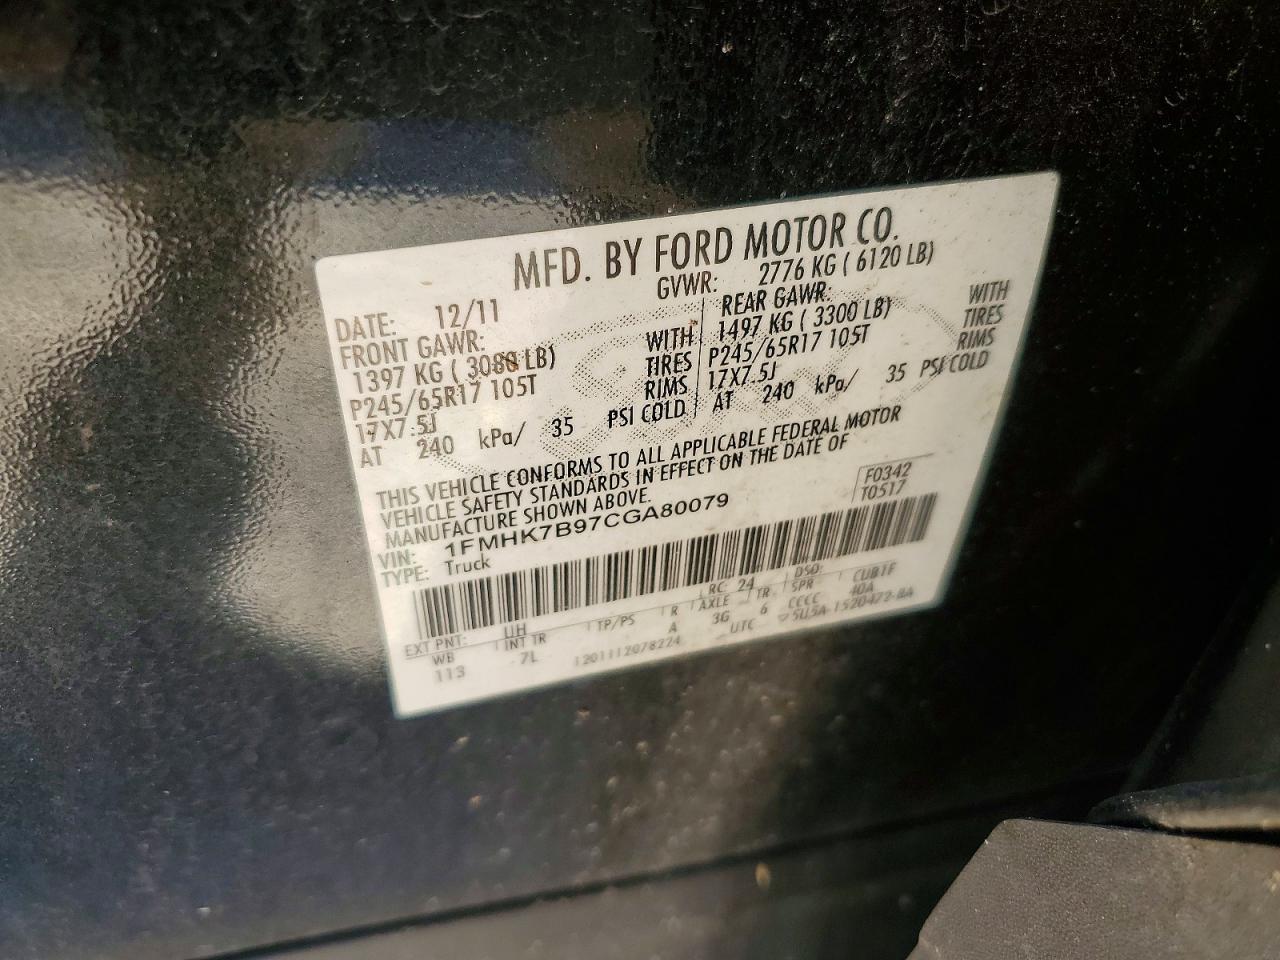 MFD. BY FORD MOTOR CO.
DATE: 12/11 GVWR: 2776 KG ( 6120 LB)
FRONT GAWR: WITH REAR GAWR: WITH
1397 KG ( 3080 LB) TIRES 1497 KG ( 3300 LB) TIRES
P245/65R17 105T RIMS P245/65R17 105T RIMS
17X7.5J 17X7.5J
AT 240 kPa/ 35 PSI COLD AT 240 kPa/ 35 PSI COLD
THIS VEHICLE CONFORMS TO ALL APPLICABLE FEDERAL MOTOR
VEHICLE SAFETY STANDARDS IN EFFECT ON THE DATE OF
MANUFACTURE SHOWN ABOVE.
F0342
T0517
VIN: 1FMHK7B97CGA80079
TYPE: Truck
EXT PNT: UH RC: 24 DSO:
WB INT TR TP/PS R AXLE TR SPR CUB1F
113 7L A 3G 6 CCCC 40A
1201112078224 UTC 5U5A-1520472-BA